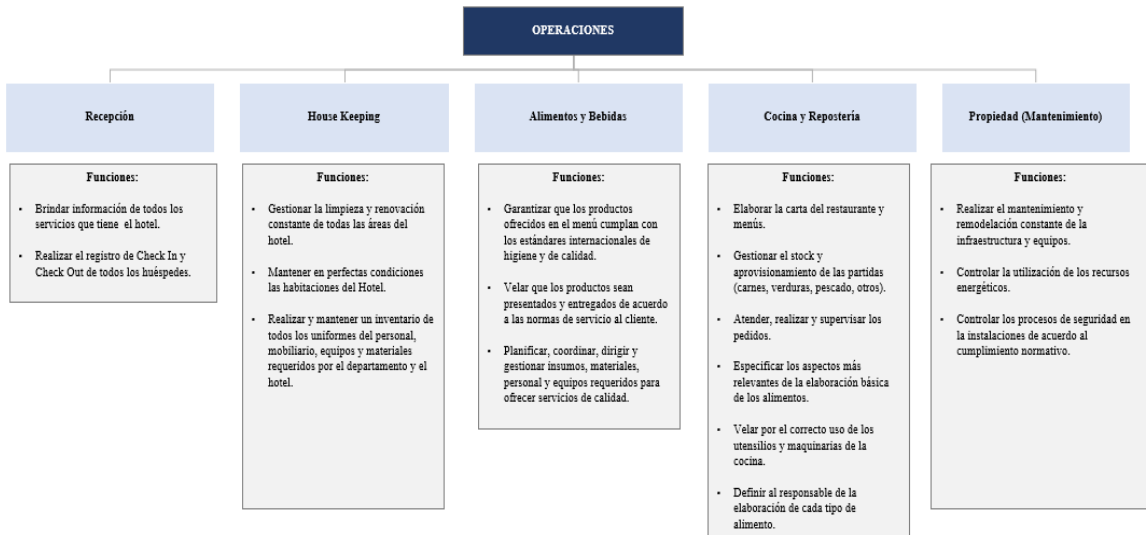 OPERACIONES
Recepción
Funciones:
• Brindar información de todos los
servicios que tiene el hotel.
• Realizar el registro de Check In y
Check Out de todos los huéspedes.
House Keeping
Funciones:
• Gestionar la limpieza y renovación
constante de todas las áreas del
hotel.
• Mantener en perfectas condiciones
las habitaciones del Hotel.
• Realizar y mantener un inventario de
todos los uniformes del personal,
mobiliario, equipos y materiales
requeridos por el departamento y el
hotel.
Alimentos y Bebidas
Funciones:
• Garantizar que los productos
ofrecidos en el menú cumplan con
los estándares internacionales de
higiene y de calidad.
• Velar que los productos sean
presentados y entregados de acuerdo
a las normas de servicio al cliente.
• Planificar, coordinar, dirigir y
gestionar insumos, materiales,
personal y equipos requeridos para
ofrecer servicios de calidad.
Cocina y Repostería
Funciones:
• Elaborar la carta del restaurante y
menús.
• Gestionar el stock y
aprovisionamiento de las partidas
(carnes, verduras, pescado, otros).
• Atender, realizar y supervisar los
pedidos.
• Especificar los aspectos más
relevantes de la elaboración básica
de los alimentos.
• Velar por el correcto uso de los
utensilios y maquinarias de la
cocina.
• Definir al responsable de la
elaboración de cada tipo de
alimento.
Propiedad (Mantenimiento)
Funciones:
• Realizar el mantenimiento y
remodelación constante de la
infraestructura y equipos.
• Controlar la utilización de los recursos
energéticos.
• Controlar los procesos de seguridad en
la instalaciones de acuerdo al
cumplimiento normativo.